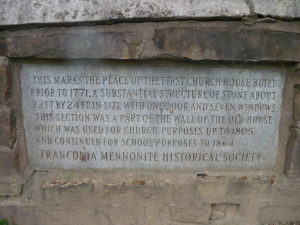 THIS MARKS THE PLACE OF THE FIRST CHURCH HOUSE BUILT
PRIOR TO 1771, A SUBSTANTIAL STRUCTURE OF STONE ABOUT
22 FT BY 24 FT. IN SIZE WITH ONE DOOR AND SEVEN WINDOWS.
THIS SECTION WAS A PART OF THE WALL OF THE OLD HOUSE
WHICH WAS USED FOR CHURCH PURPOSES UP TO 1805,
AND CONTINUED FOR SCHOOL PURPOSES TO 1864
FRANCONIA MENNONITE HISTORICAL SOCIETY